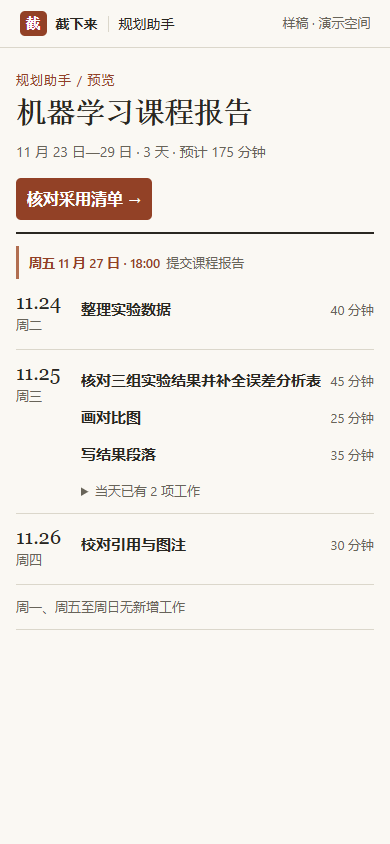 截 截下来 规划助手 样稿 · 演示空间
规划助手 / 预览
机器学习课程报告
11 月 23 日—29 日 · 3 天 · 预计 175 分钟
核对采用清单 →
周五 11 月 27 日 · 18:00 提交课程报告
11.24 整理实验数据 40 分钟
周二
11.25 核对三组实验结果并补全误差分析表 45 分钟
周三
画对比图 25 分钟
写结果段落 35 分钟
▶ 当天已有 2 项工作
11.26 校对引用与图注 30 分钟
周四
周一、周五至周日无新增工作